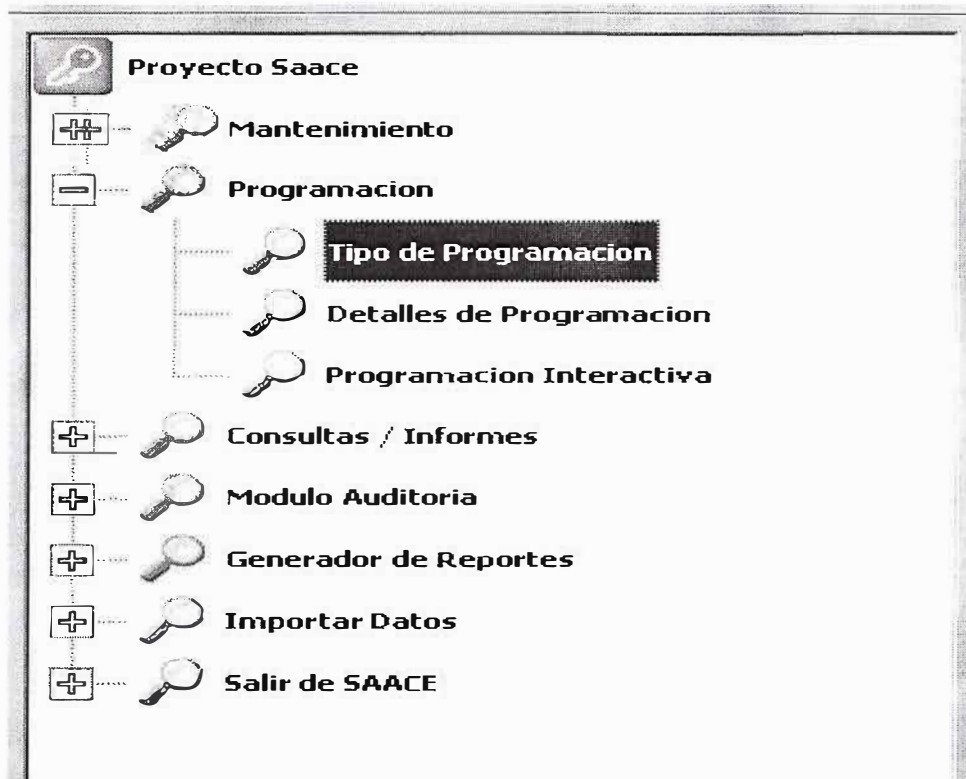 Proyecto Saace
Mantenimiento
Programacion
Tipo de Programacion
Detalles de Programacion
Programacion Interactiva
Consultas / Informes
Modulo Auditoria
Generador de Reportes
Importar Datos
Salir de SAACE